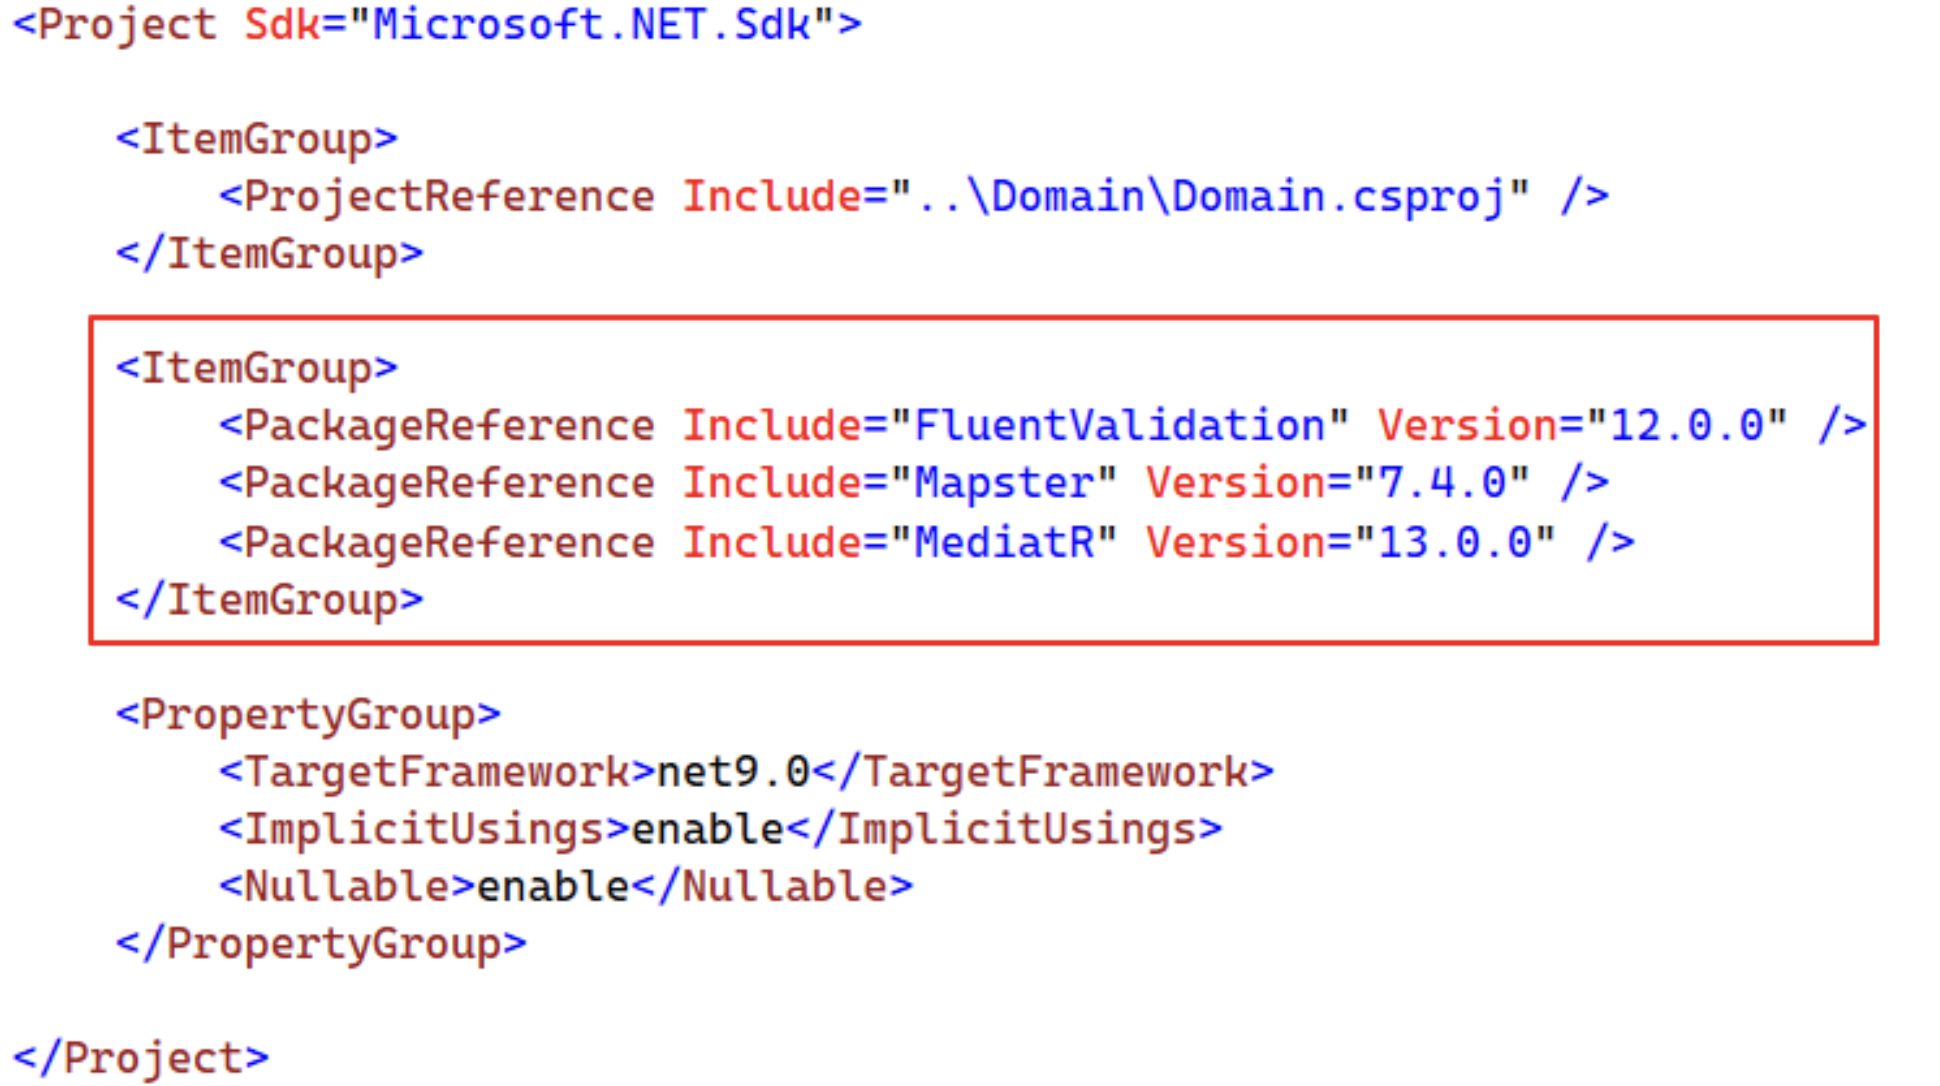 <Project Sdk="Microsoft.NET.Sdk">
<ItemGroup>
<ProjectReference Include="..\Domain\Domain.csproj" />
</ItemGroup>
<ItemGroup>
<PackageReference Include="FluentValidation" Version="12.0.0" />
<PackageReference Include="Mapster" Version="7.4.0" />
<PackageReference Include="MediatR" Version="13.0.0" />
</ItemGroup>
<PropertyGroup>
<TargetFramework>net9.0</TargetFramework>
<ImplicitUsings>enable</ImplicitUsings>
<Nullable>enable</Nullable>
</PropertyGroup>
</Project>